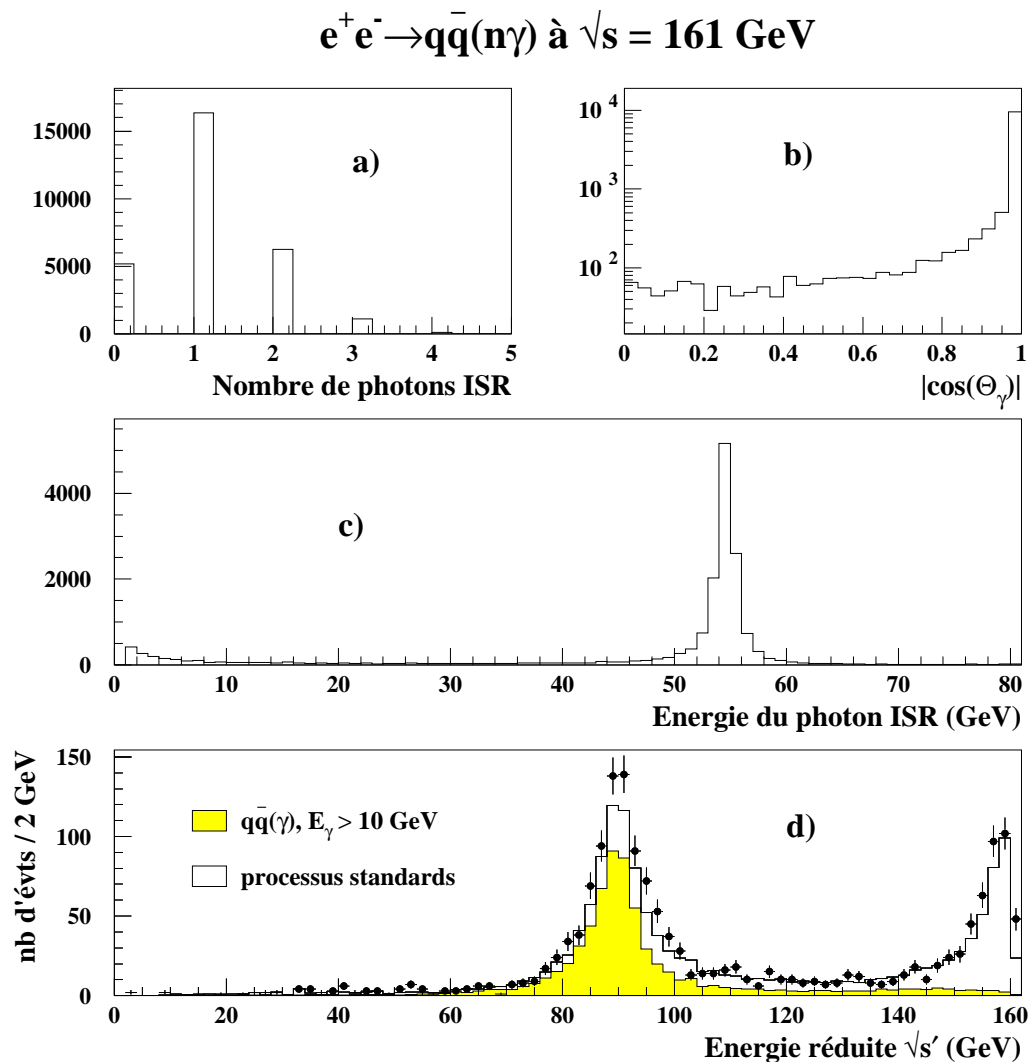 e⁺e⁻→qq̄(nγ) à √s = 161 GeV
a)
15000
10000
5000
0
0 1 2 3 4 5
Nombre de photons ISR
b)
10⁴
10³
10²
0 0.2 0.4 0.6 0.8 1
|cos(Θ_γ)|
c)
4000
2000
0
0 10 20 30 40 50 60 70 80
Energie du photon ISR (GeV)
d)
nb d'évts / 2 GeV
150
100
50
0
qq̄(γ), E_γ > 10 GeV
processus standards
0 20 40 60 80 100 120 140 160
Energie réduite √s′ (GeV)